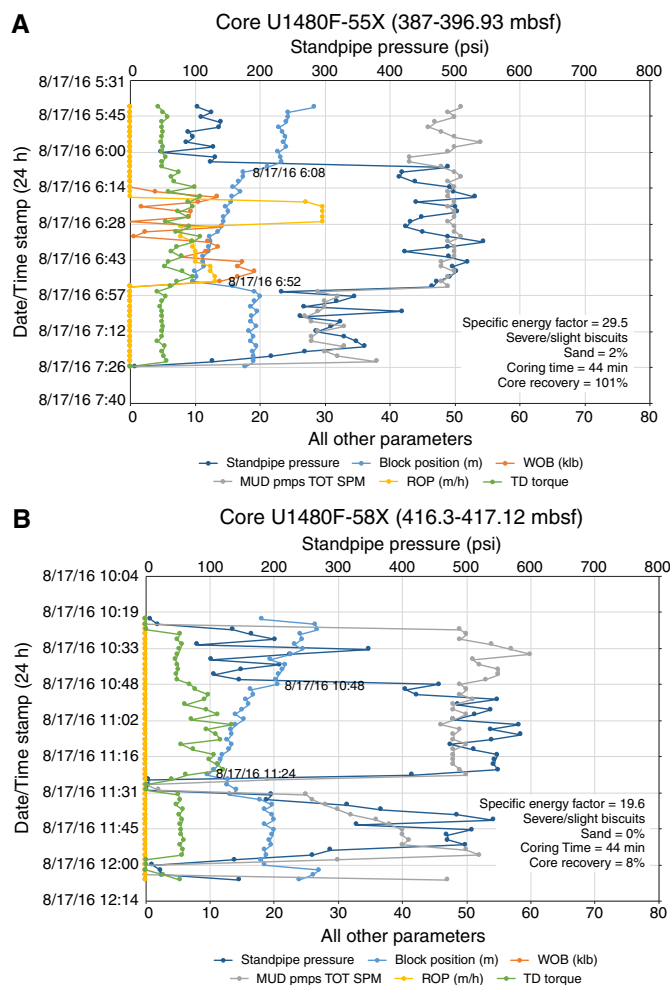 A
Core U1480F-55X (387-396.93 mbsf)
Standpipe pressure (psi)
0 100 200 300 400 500 600 700 800
8/17/16 5:31
8/17/16 5:45
8/17/16 6:00
8/17/16 6:14
8/17/16 6:28
8/17/16 6:43
8/17/16 6:57
8/17/16 7:12
8/17/16 7:26
8/17/16 7:40
Date/Time stamp (24 h)
8/17/16 6:08
8/17/16 6:52
Specific energy factor = 29.5
Severe/slight biscuits
Sand = 2%
Coring time = 44 min
Core recovery = 101%
0 10 20 30 40 50 60 70 80
All other parameters
Standpipe pressure Block position (m) WOB (klb)
MUD pmps TOT SPM ROP (m/h) TD torque
B
Core U1480F-58X (416.3-417.12 mbsf)
Standpipe pressure (psi)
0 100 200 300 400 500 600 700 800
8/17/16 10:04
8/17/16 10:19
8/17/16 10:33
8/17/16 10:48
8/17/16 11:02
8/17/16 11:16
8/17/16 11:31
8/17/16 11:45
8/17/16 12:00
8/17/16 12:14
Date/Time stamp (24 h)
8/17/16 10:48
8/17/16 11:24
Specific energy factor = 19.6
Severe/slight biscuits
Sand = 0%
Coring Time = 44 min
Core recovery = 8%
0 10 20 30 40 50 60 70 80
All other parameters
Standpipe pressure Block position (m) WOB (klb)
MUD pmps TOT SPM ROP (m/h) TD torque